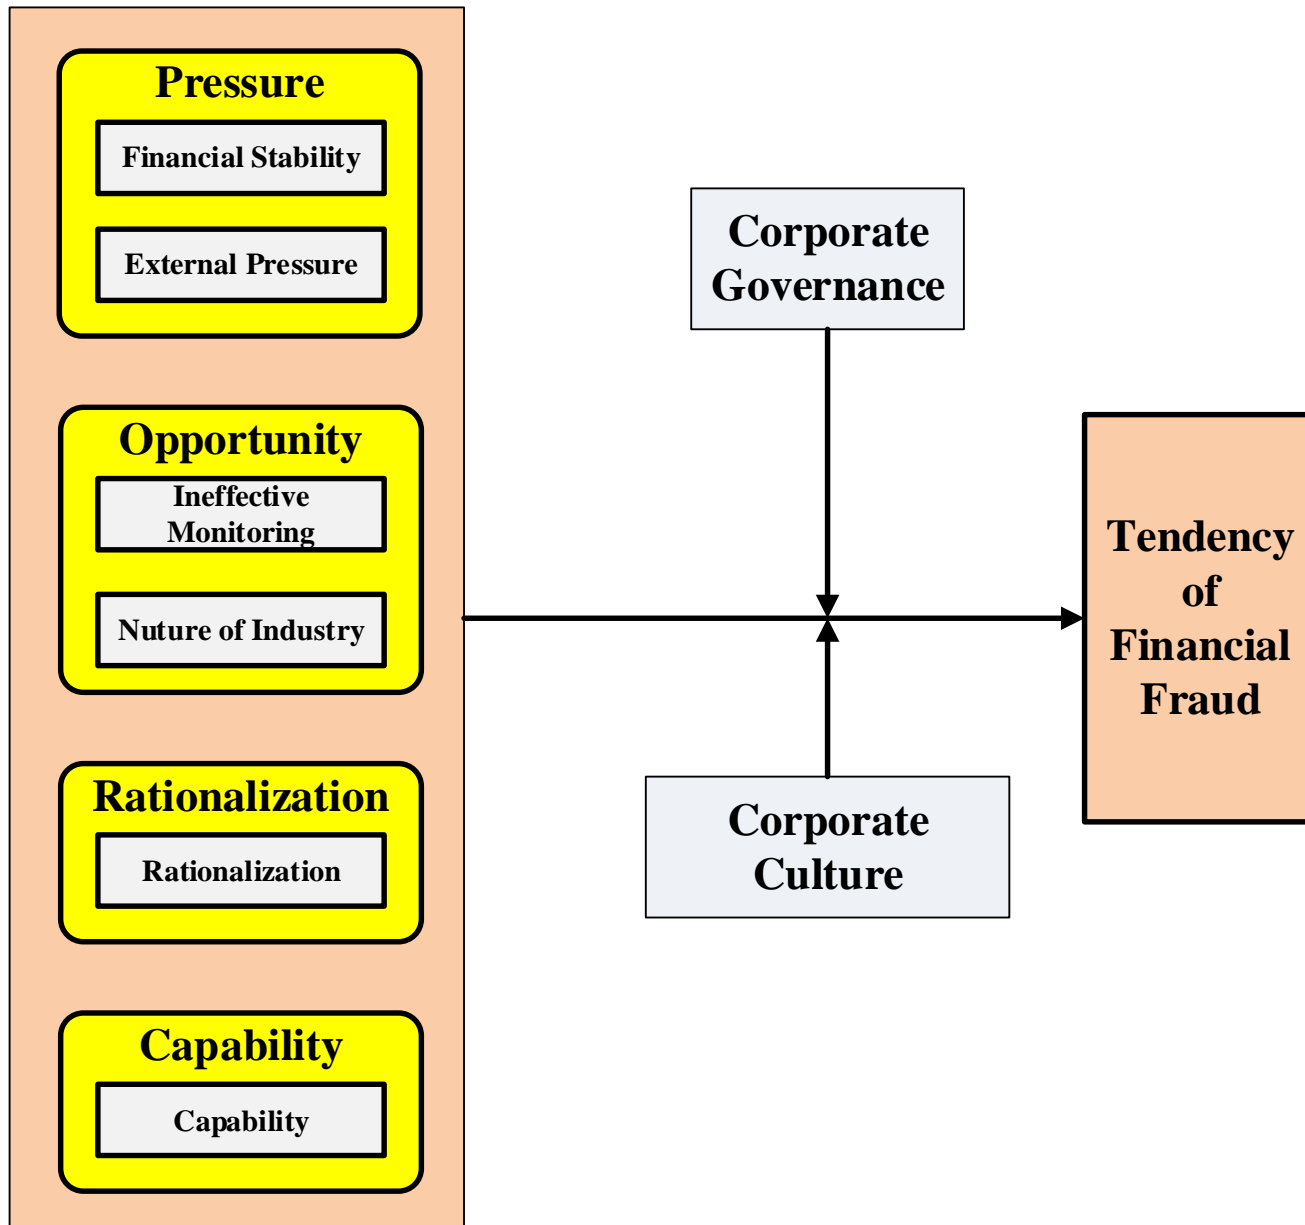 Pressure
Financial Stability
External Pressure
Opportunity
Ineffective
Monitoring
Nuture of Industry
Rationalization
Rationalization
Capability
Capability
Corporate
Governance
Corporate
Culture
Tendency
of
Financial
Fraud